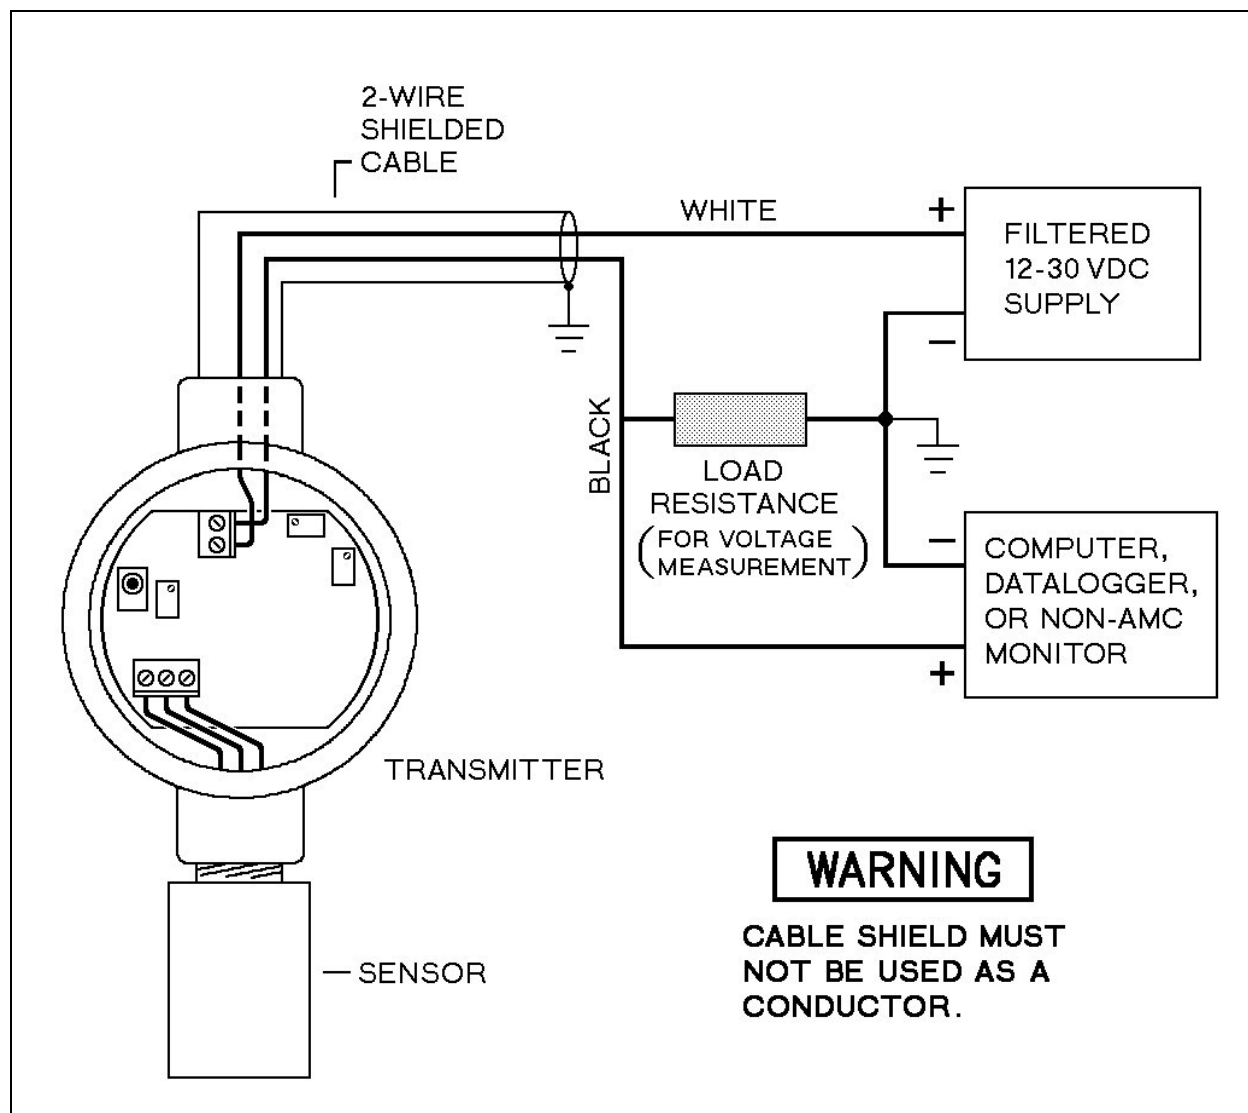 2-WIRE
SHIELDED
CABLE
WHITE
+
FILTERED
12-30 VDC
SUPPLY
−
BLACK
LOAD
RESISTANCE
(FOR VOLTAGE
MEASUREMENT)
−
COMPUTER,
DATALOGGER,
OR NON-AMC
MONITOR
+
TRANSMITTER
WARNING
CABLE SHIELD MUST
NOT BE USED AS A
CONDUCTOR.
SENSOR